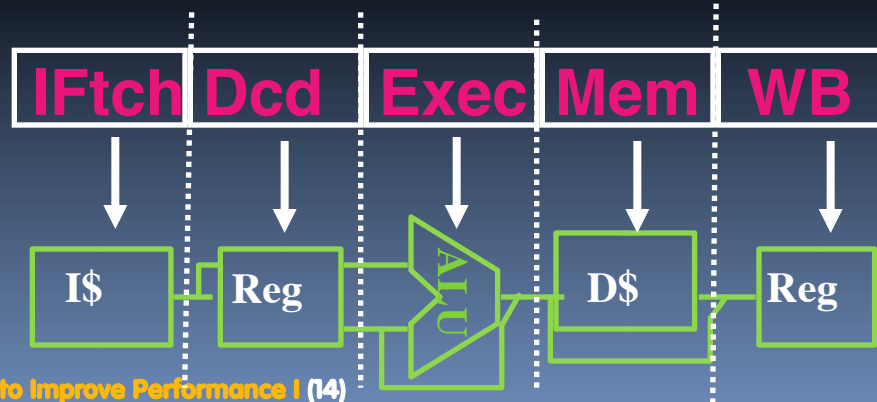 IFtch Dcd Exec Mem WB
I$ Reg ALU D$ Reg
to Improve Performance I (14)